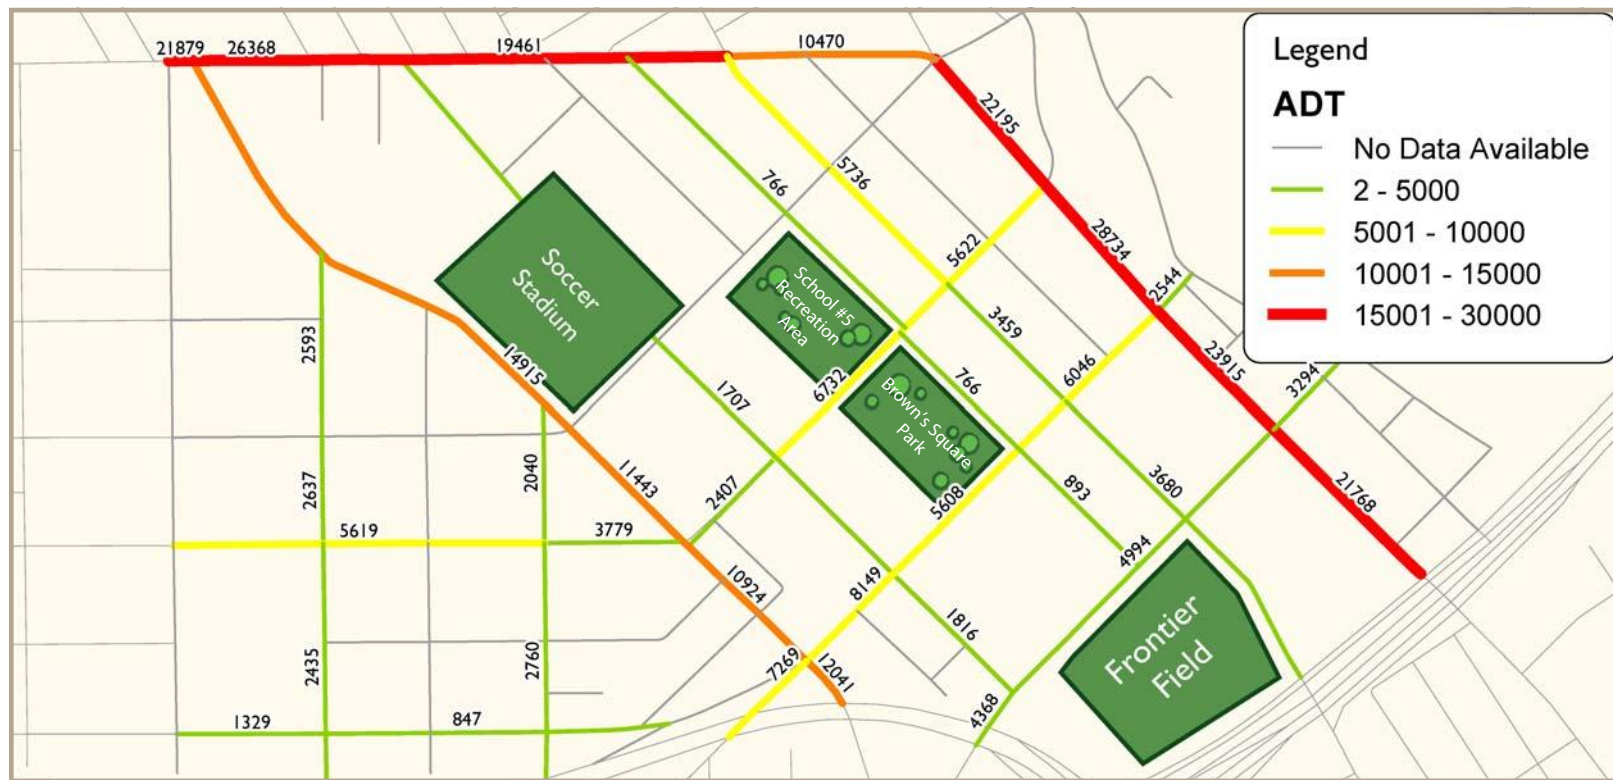 21879 26368
19461
10470
Legend
ADT
No Data Available
2 - 5000
5001 - 10000
10001 - 15000
15001 - 30000
22195
5736
766
5622
28734
2544
Soccer
Stadium
School #5
Recreation
Area
3459
2593
14915
6732
1707
766
6046
23915
3294
Brown's Square
Park
2637
2040
11443
2407
5608
893
3680
21768
5619
3779
4994
10924
8149
1816
Frontier
Field
2435
2760
7269
12041
4368
1329
847